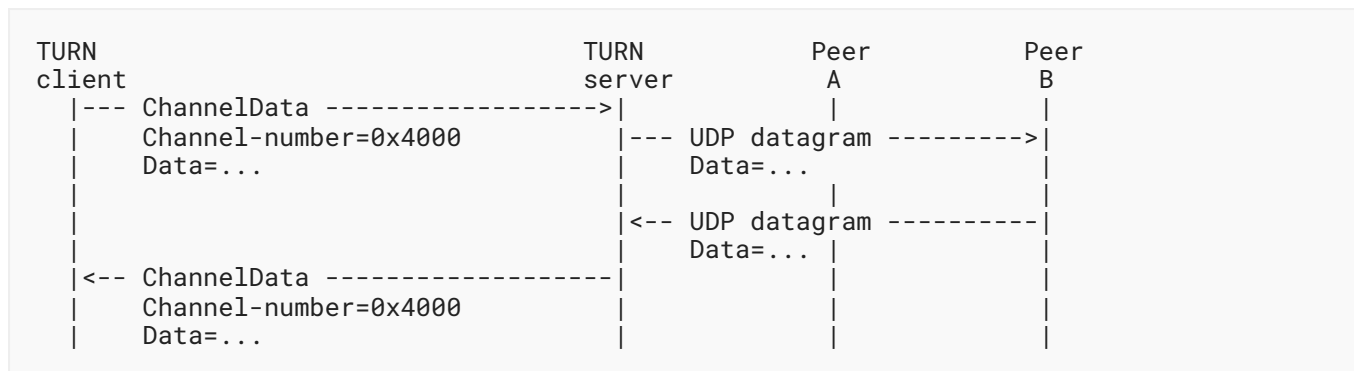 TURN                                 TURN           Peer          Peer
client                               server          A             B
  |--- ChannelData ------------------>|             |             |
  |    Channel-number=0x4000          |--- UDP datagram --------->|
  |    Data=...                       |    Data=...               |
  |                                   |             |             |
  |                                   |<-- UDP datagram ----------|
  |                                   |    Data=... |             |
  |<-- ChannelData -------------------|             |             |
  |    Channel-number=0x4000          |             |             |
  |    Data=...                       |             |             |